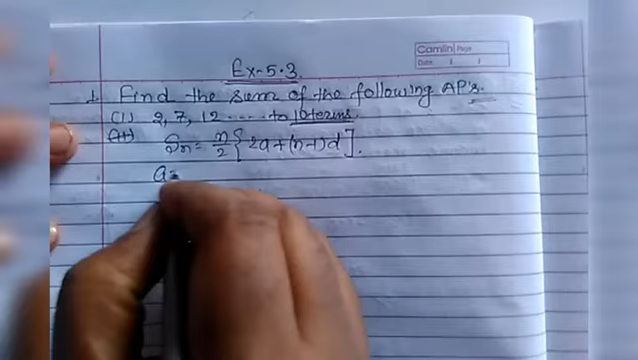 Camlin Page
Date / /
Ex-5.3.
1. Find the sum of the following AP's.
(i) 2, 7, 12 ..... to 10 terms.
Sn = n/2 { 2a + (n-1)d ].
a =